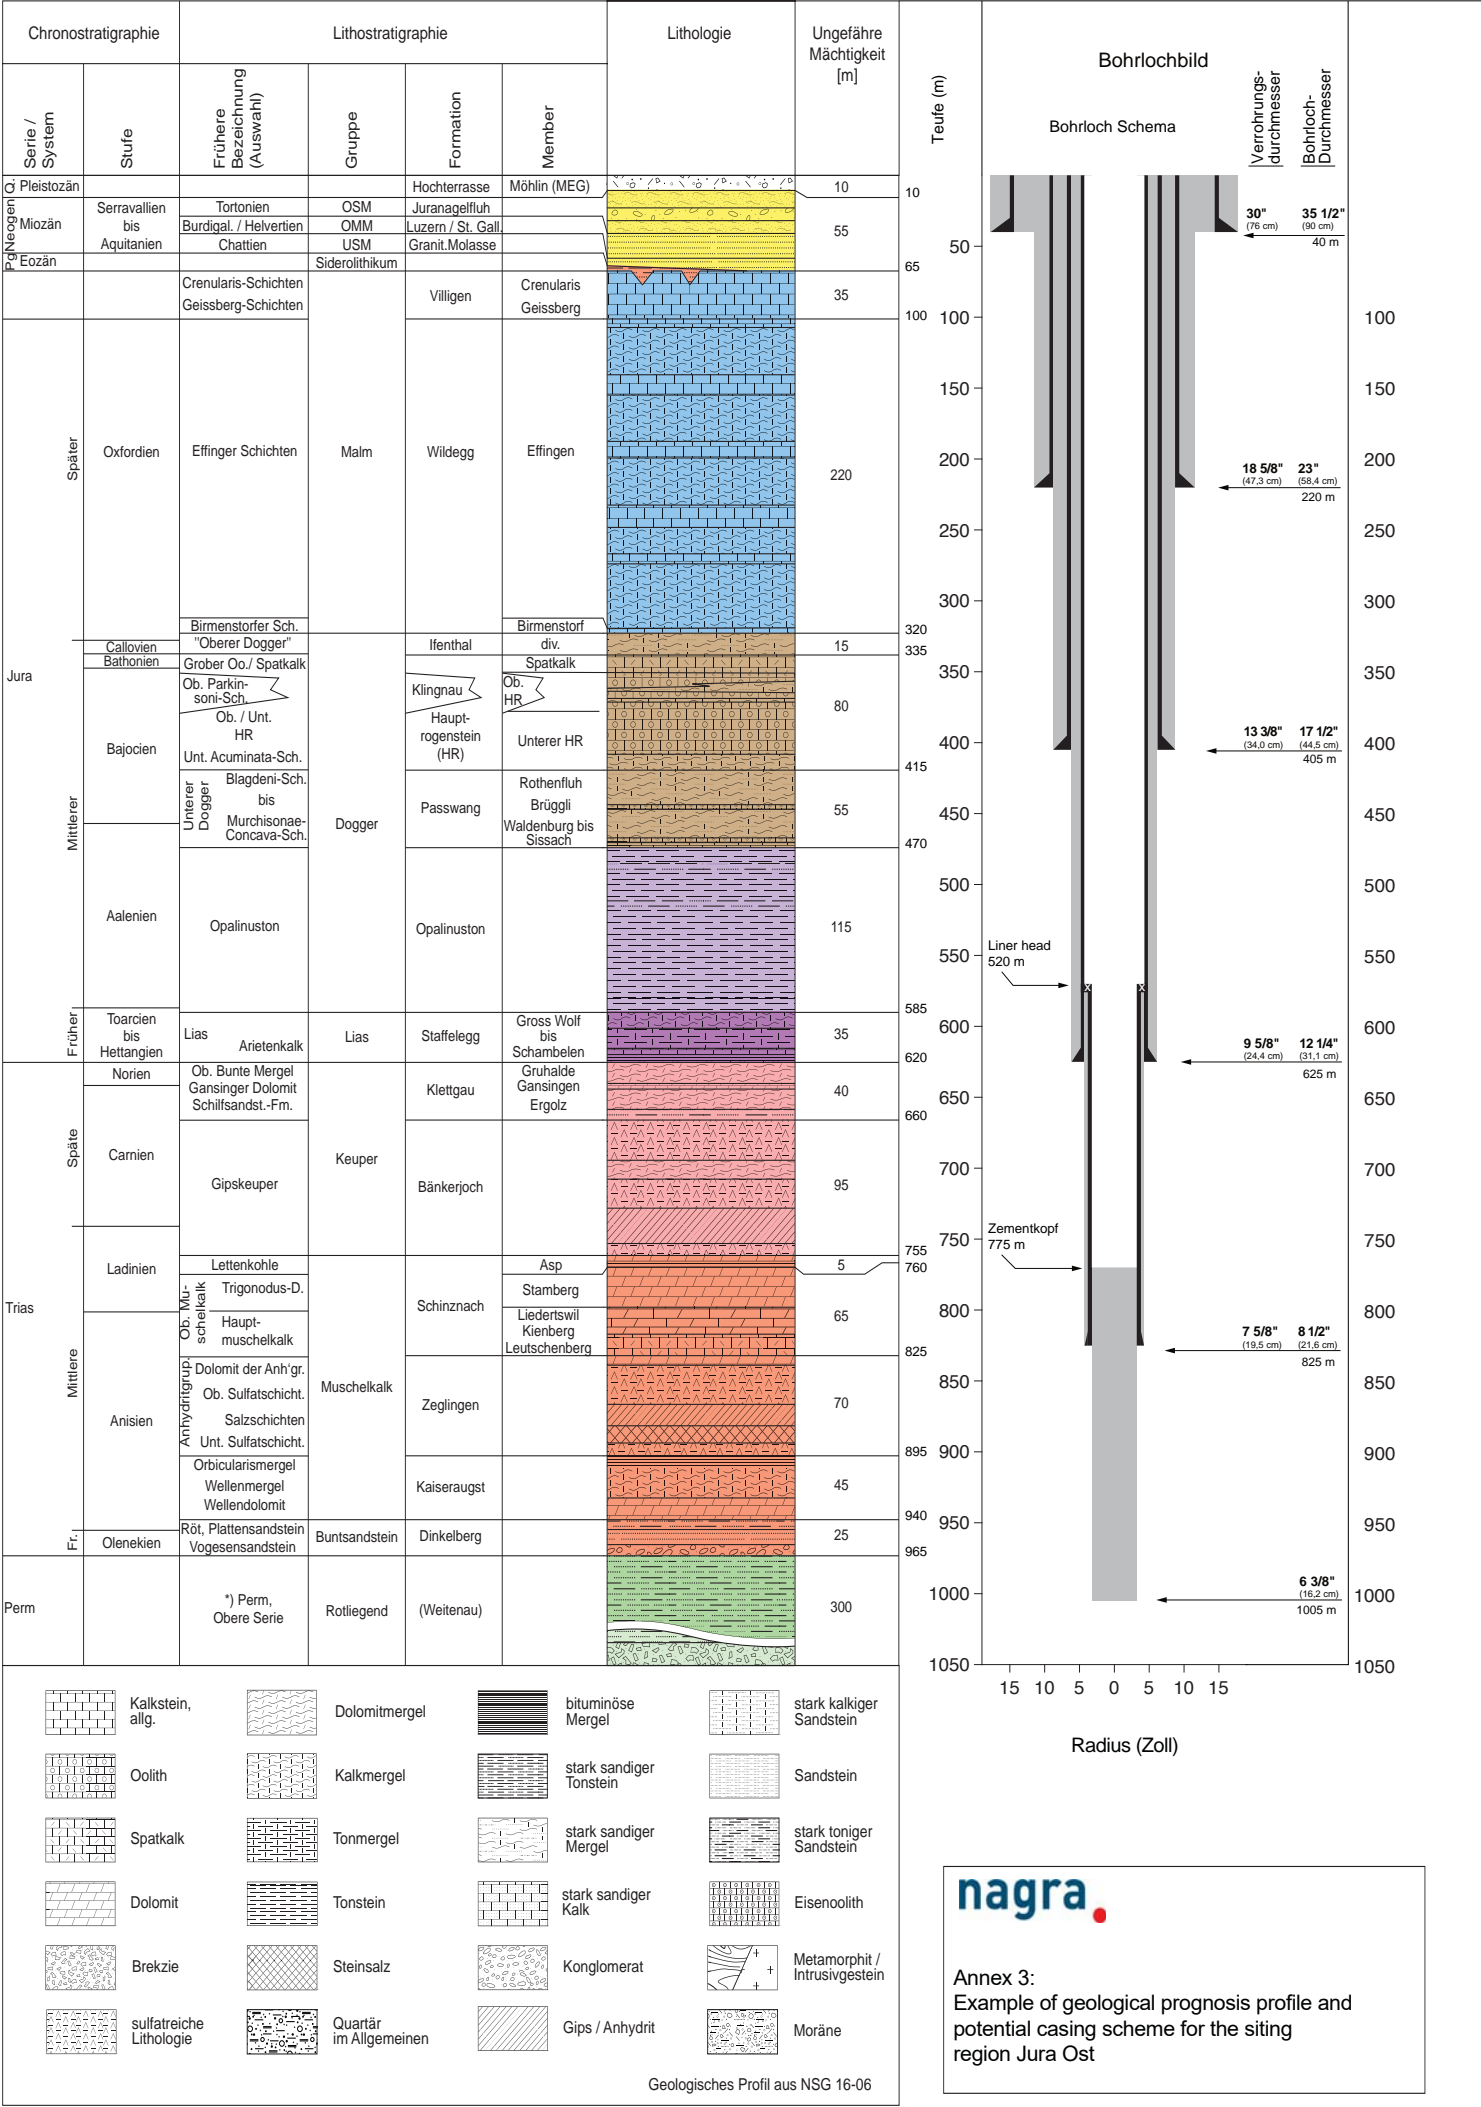 Chronostratigraphie
Lithostratigraphie
Lithologie
Ungefähre
Mächtigkeit
[m]
Serie /
System
Stufe
Frühere
Bezeichnung
(Auswahl)
Gruppe
Formation
Member
Q.
Pleistozän
Hochterrasse
Möhlin (MEG)
10
10
Neogen
Miozän
Serravallien
bis
Aquitanien
Tortonien
OSM
Juranagelfluh
Burdigal. / Helvertien
OMM
Luzern / St. Gall.
Chattien
USM
Granit.Molasse
55
Pg
Eozän
Siderolithikum
65
Crenularis-Schichten
Geissberg-Schichten
Villigen
Crenularis
Geissberg
35
100
Jura
Später
Oxfordien
Effinger Schichten
Malm
Wildegg
Effingen
220
Birmenstorfer Sch.
Birmenstorf
320
Mittlerer
Callovien
"Oberer Dogger"
Ifenthal
div.
15
335
Bathonien
Grober Oo./ Spatkalk
Spatkalk
Bajocien
Ob. Parkin-
soni-Sch.
Klingnau
Ob.
HR
80
Ob. / Unt.
HR
Unt. Acuminata-Sch.
Haupt-
rogenstein
(HR)
Unterer HR
415
Unterer
Dogger
Blagdeni-Sch.
bis
Murchisonae-
Concava-Sch.
Dogger
Passwang
Rothenfluh
Brüggli
Waldenburg bis
Sissach
55
470
Aalenien
Opalinuston
Opalinuston
115
585
Früher
Toarcien
bis
Hettangien
Lias
Arietenkalk
Lias
Staffelegg
Gross Wolf
bis
Schambelen
35
620
Trias
Späte
Norien
Ob. Bunte Mergel
Gansinger Dolomit
Schilfsandst.-Fm.
Klettgau
Gruhalde
Gansingen
Ergolz
40
660
Carnien
Gipskeuper
Keuper
Bänkerjoch
95
755
Mittlere
Ladinien
Lettenkohle
Asp
5
760
Ob. Mu-
schelkalk
Trigonodus-D.
Haupt-
muschelkalk
Schinznach
Stamberg
Liedertswil
Kienberg
Leutschenberg
65
825
Anisien
Anhydritgrup.
Dolomit der Anh'gr.
Ob. Sulfatschicht.
Salzschichten
Unt. Sulfatschicht.
Muschelkalk
Zeglingen
70
895
Orbicularismergel
Wellenmergel
Wellendolomit
Kaiseraugst
45
940
Fr.
Olenekien
Röt, Plattensandstein
Vogesensandstein
Buntsandstein
Dinkelberg
25
965
Perm
*) Perm,
Obere Serie
Rotliegend
(Weitenau)
300
Teufe (m)
50
100
150
200
250
300
350
400
450
500
550
600
650
700
750
800
850
900
950
1000
1050
Bohrlochbild
Bohrloch Schema
Verrohrungs-
durchmesser
Bohrloch-
Durchmesser
30" 35 1/2"
(76 cm) (90 cm)
40 m
18 5/8" 23"
(47,3 cm) (58,4 cm)
220 m
13 3/8" 17 1/2"
(34,0 cm) (44,5 cm)
405 m
Liner head
520 m
x x
9 5/8" 12 1/4"
(24,4 cm) (31,1 cm)
625 m
Zementkopf
775 m
7 5/8" 8 1/2"
(19,5 cm) (21,6 cm)
825 m
6 3/8"
(16,2 cm)
1005 m
100
150
200
250
300
350
400
450
500
550
600
650
700
750
800
850
900
950
1000
1050
15 10 5 0 5 15
Radius (Zoll)
Kalkstein,
allg.
Dolomitmergel
bituminöse
Mergel
stark kalkiger
Sandstein
Oolith
Kalkmergel
stark sandiger
Tonstein
Sandstein
Spatkalk
Tonmergel
stark sandiger
Mergel
stark toniger
Sandstein
Dolomit
Tonstein
stark sandiger
Kalk
Eisenoolith
Brekzie
Steinsalz
Konglomerat
Metamorphit /
Intrusivgestein
sulfatreiche
Lithologie
Quartär
im Allgemeinen
Gips / Anhydrit
Moräne
Geologisches Profil aus NSG 16-06
nagra.
Annex 3:
Example of geological prognosis profile and
potential casing scheme for the siting
region Jura Ost